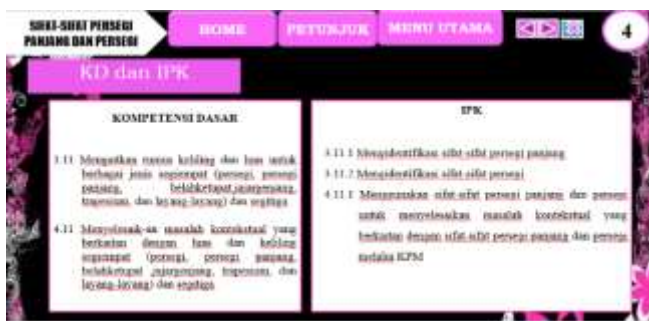 SIFAT-SIFAT PERSEGI
PANJANG DAN PERSEGI
HOME
PETUNJUK
MENU UTAMA
4
KD dan IPK
KOMPETENSI DASAR
3.11 Mengaitkan rumus keliling dan luas untuk
berbagai jenis segiempat (persegi, persegi
panjang, belahketupat,jajargenjang,
trapesium, dan layang-layang) dan segitiga
4.11 Menyelesaik-an masalah kontekstual yang
berkaitan dengan luas dan keliling
segiempat (persegi, persegi panjang,
belahketupat ,jajargenjang, trapesium, dan
layang-layang) dan segitiga
IPK
3.11.1 Mengidentifikasi sifat-sifat persegi panjang
3.11.2 Mengidentifikasi sifat-sifat persegi
4.11.1 Menggunakan sifat-sifat persegi panjang dan persegi
untuk menyelesaikan masalah kontekstual yang
berkaitan dengan sifat-sifat persegi panjang dan persegi
melalui KPM